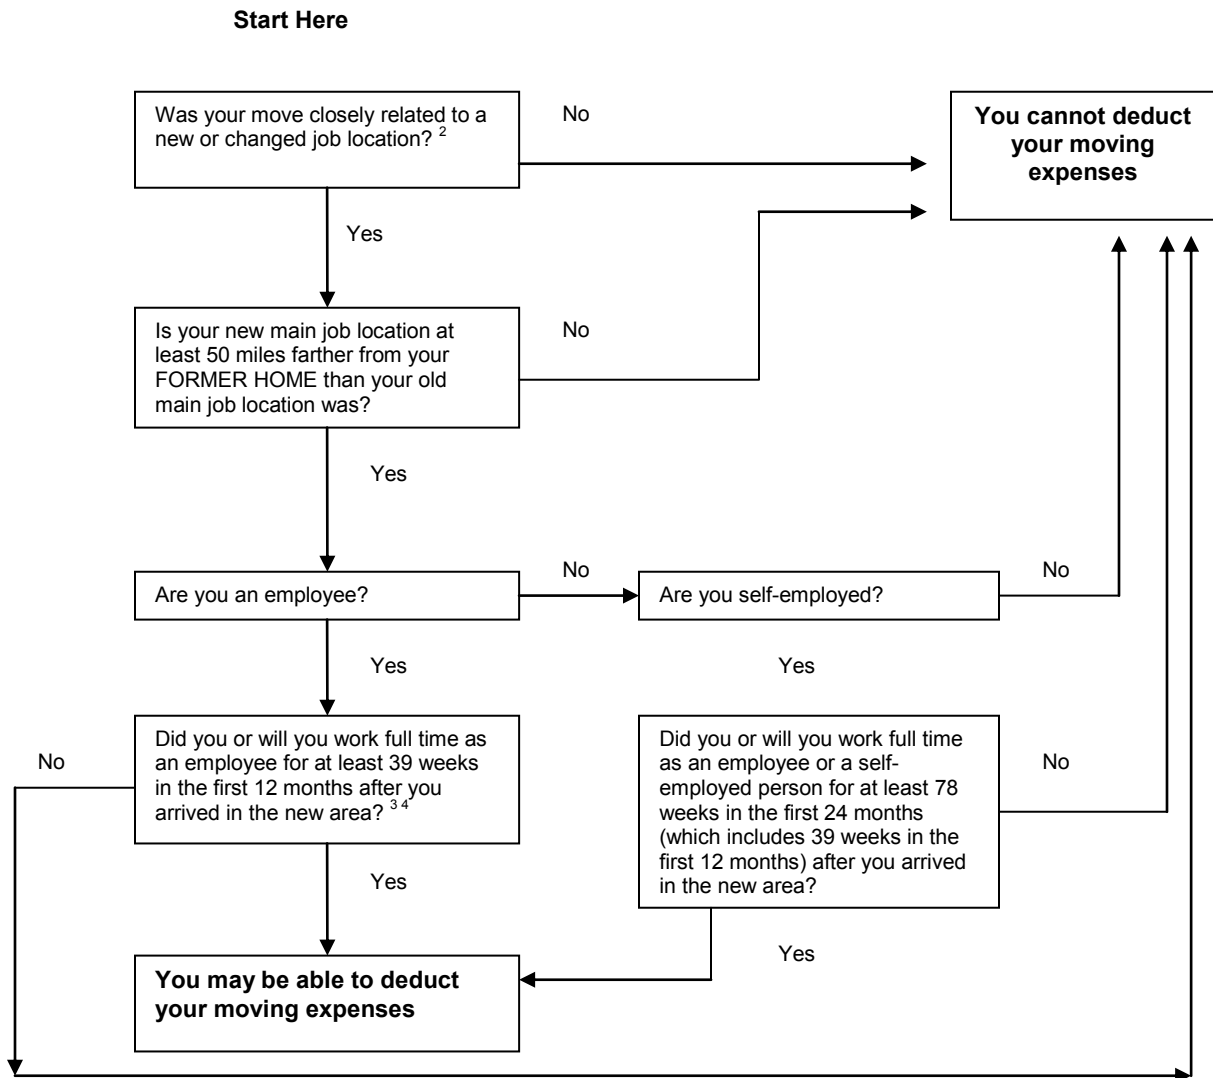 Start Here
Was your move closely related to a
new or changed job location? 2
No
You cannot deduct
your moving
expenses
Yes
Is your new main job location at
least 50 miles farther from your
FORMER HOME than your old
main job location was?
No
Yes
Are you an employee?
No
Are you self-employed?
No
Yes
Yes
No
Did you or will you work full time as
an employee for at least 39 weeks
in the first 12 months after you
arrived in the new area? 3 4
Did you or will you work full time
as an employee or a self-
employed person for at least 78
weeks in the first 24 months
(which includes 39 weeks in the
first 12 months) after you arrived
in the new area?
No
Yes
Yes
You may be able to deduct
your moving expenses